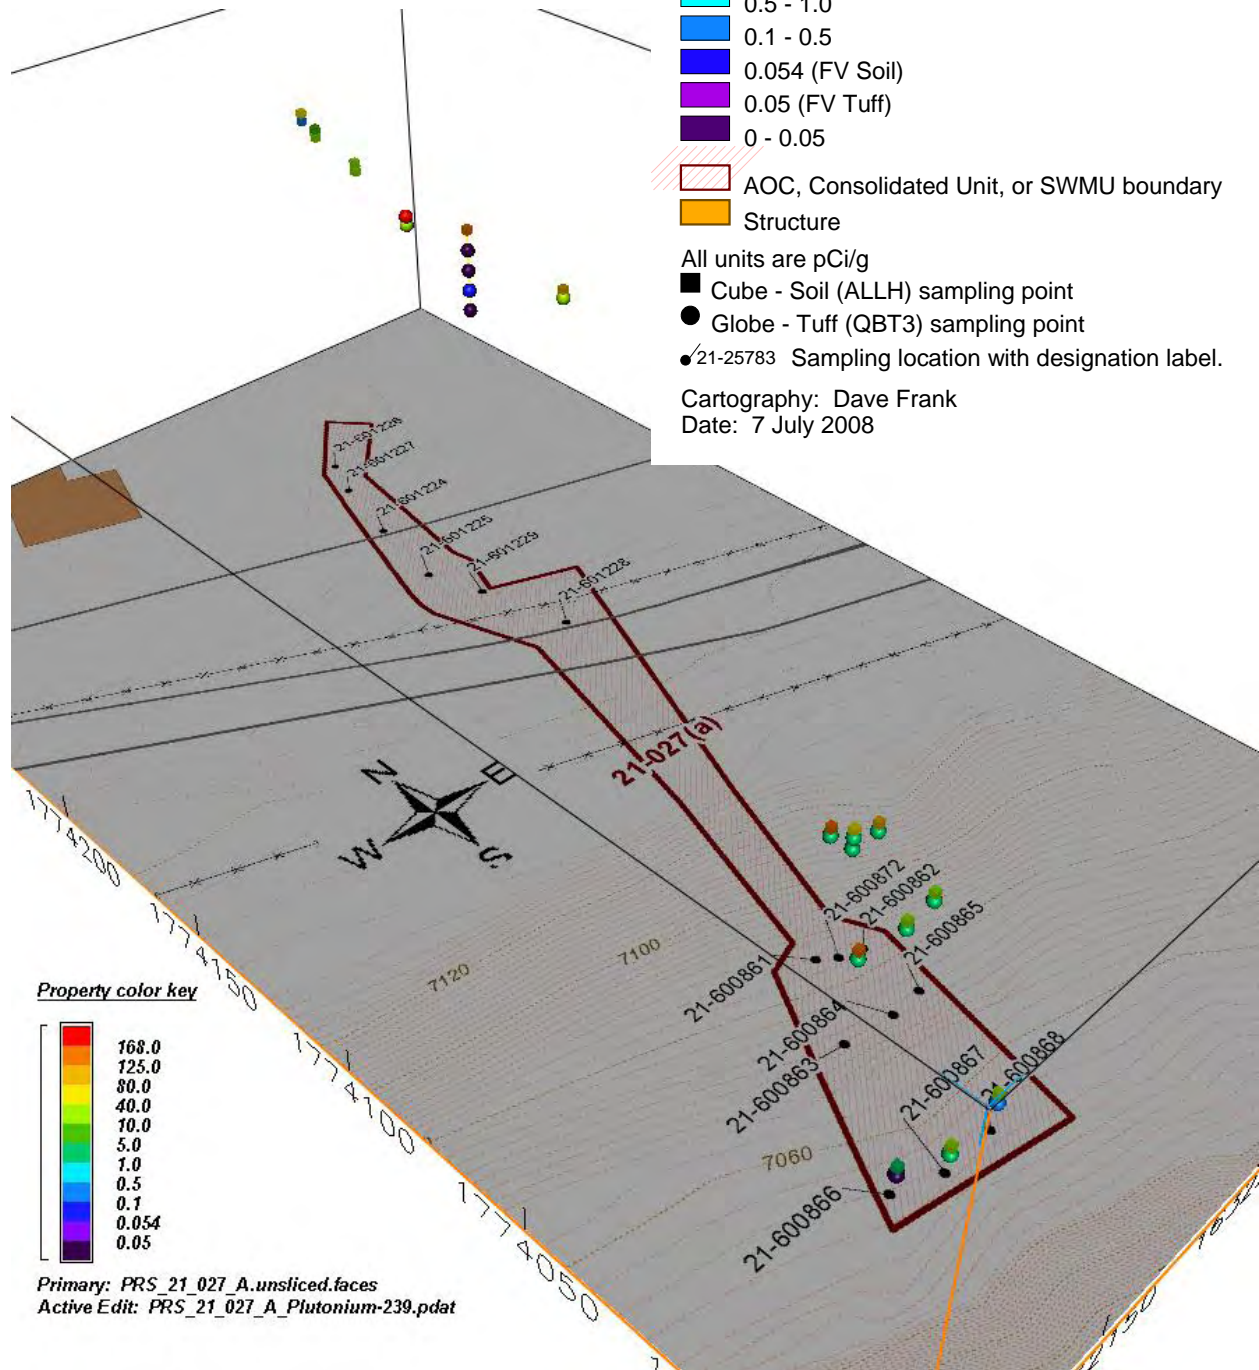 0.5 - 1.0
0.1 - 0.5
0.054 (FV Soil)
0.05 (FV Tuff)
0 - 0.05
AOC, Consolidated Unit, or SWMU boundary
Structure
All units are pCi/g
Cube - Soil (ALLH) sampling point
Globe - Tuff (QBT3) sampling point
21-25783 Sampling location with designation label.
Cartography: Dave Frank
Date: 7 July 2008
21-601226
21-601227
21-601224
21-601225
21-601229
21-601228
21-027(a)
N
E
W
S
1774200
1774150
1774100
1774050
7120
7100
7060
21-600872
21-600862
21-600865
21-600861
21-600864
21-600863
21-600867
21-600868
21-600866
Property color key
168.0
125.0
80.0
40.0
10.0
5.0
1.0
0.5
0.1
0.054
0.05
Primary: PRS_21_027_A.unsliced.faces
Active Edit: PRS_21_027_A_Plutonium-239.pdat